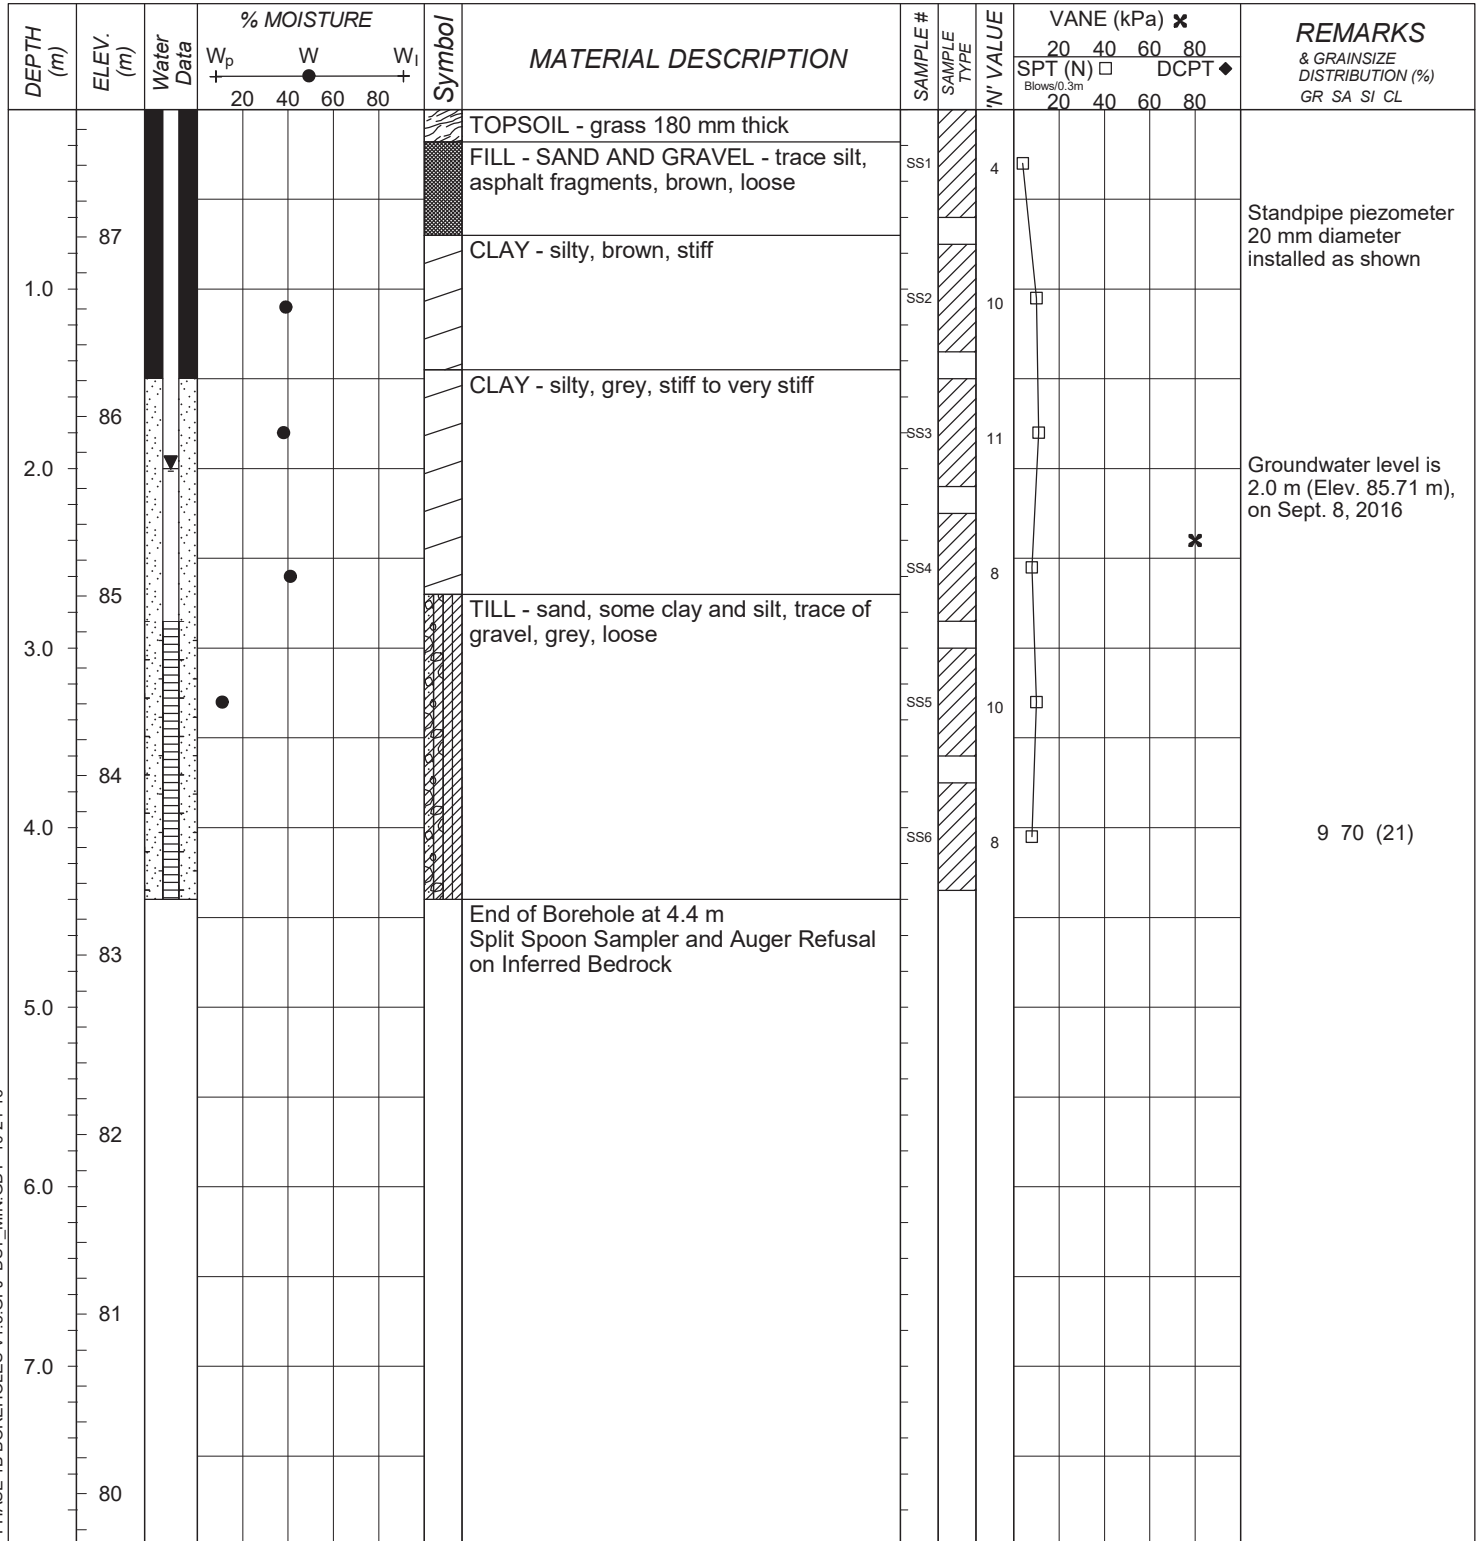 DEPTH (m)
ELEV. (m)
Water Data
% MOISTURE
Wp W Wl
20 40 60 80
Symbol
MATERIAL DESCRIPTION
SAMPLE #
SAMPLE TYPE
'N' VALUE
VANE (kPa)
20 40 60 80
SPT (N) DCPT
Blows/0.3m
20 40 60 80
REMARKS
& GRAINSIZE
DISTRIBUTION (%)
GR SA SI CL
TOPSOIL - grass 180 mm thick
FILL - SAND AND GRAVEL - trace silt,
asphalt fragments, brown, loose
SS1 4
Standpipe piezometer
20 mm diameter
installed as shown
87
CLAY - silty, brown, stiff
1.0
SS2 10
CLAY - silty, grey, stiff to very stiff
86
SS3 11
2.0
Groundwater level is
2.0 m (Elev. 85.71 m),
on Sept. 8, 2016
SS4 8
85
TILL - sand, some clay and silt, trace of
gravel, grey, loose
3.0
SS5 10
84
4.0
SS6 8
9 70 (21)
End of Borehole at 4.4 m
Split Spoon Sampler and Auger Refusal
on Inferred Bedrock
83
5.0
82
6.0
81
7.0
80